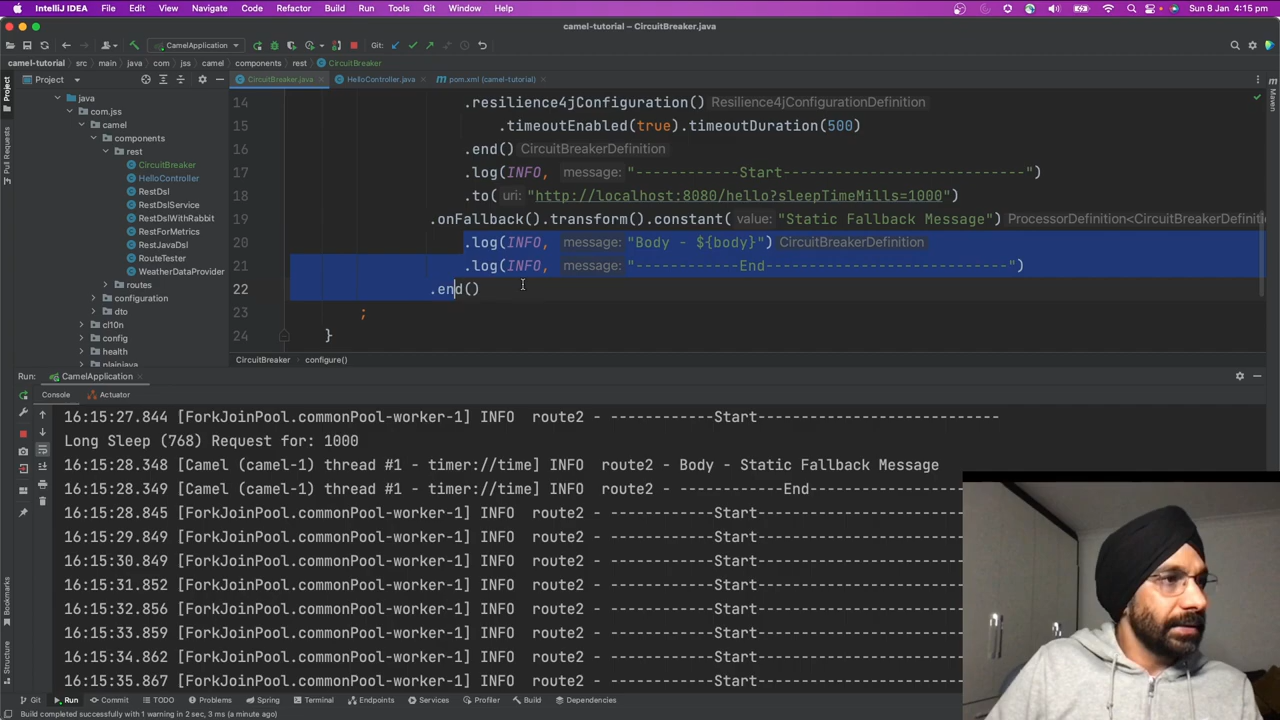 IntelliJ IDEA File Edit View Navigate Code Refactor Build Run Tools Git Window Help Sun 8 Jan 4:15 pm
camel-tutorial – CircuitBreaker.java
CamelApplication Git:
camel-tutorial src main java com jss camel components rest CircuitBreaker
Project CircuitBreaker.java HelloController.java pom.xml (camel-tutorial)
Project
Pull Requests
Maven
java
com.jss
camel
components
rest
CircuitBreaker
HelloController
RestDsl
RestDslService
RestDslWithRabbit
RestForMetrics
RestJavaDsl
RouteTester
WeatherDataProvider
routes
configuration
dto
cl10n
config
health
plainjava
14 .resilience4jConfiguration() Resilience4jConfigurationDefinition
15 .timeoutEnabled(true).timeoutDuration(500)
16 .end() CircuitBreakerDefinition
17 .log(INFO, message: "------------Start---------------------------")
18 .to( uri: "http://localhost:8080/hello?sleepTimeMills=1000")
19 .onFallback().transform().constant( value: "Static Fallback Message") ProcessorDefinition<CircuitBreakerDefiniti
20 .log(INFO, message: "Body - ${body}") CircuitBreakerDefinition
21 .log(INFO, message: "------------End----------------------------")
22 .end()
23 ;
24 }
CircuitBreaker configure()
Run: CamelApplication
Console Actuator
16:15:27.844 [ForkJoinPool.commonPool-worker-1] INFO route2 - ------------Start---------------------------
Long Sleep (768) Request for: 1000
16:15:28.348 [Camel (camel-1) thread #1 - timer://time] INFO route2 - Body - Static Fallback Message
16:15:28.349 [Camel (camel-1) thread #1 - timer://time] INFO route2 - ------------End-----------------
16:15:28.845 [ForkJoinPool.commonPool-worker-1] INFO route2 - ------------Start-----------------------
16:15:29.849 [ForkJoinPool.commonPool-worker-1] INFO route2 - ------------Start-----------------------
16:15:30.849 [ForkJoinPool.commonPool-worker-1] INFO route2 - ------------Start-----------------------
16:15:31.852 [ForkJoinPool.commonPool-worker-1] INFO route2 - ------------Start-----------------------
16:15:32.856 [ForkJoinPool.commonPool-worker-1] INFO route2 - ------------Start-----------------------
16:15:33.859 [ForkJoinPool.commonPool-worker-1] INFO route2 - ------------Start-----------------------
16:15:34.862 [ForkJoinPool.commonPool-worker-1] INFO route2 - ------------Start-----------------------
16:15:35.867 [ForkJoinPool.commonPool-worker-1] INFO route2 - ------------Start-----------------------
Bookmarks
Structure
Git Run Commit TODO Problems Spring Terminal Endpoints Services Profiler Build Dependencies
Build completed successfully with 1 warning in 2 sec, 3 ms (a minute ago)